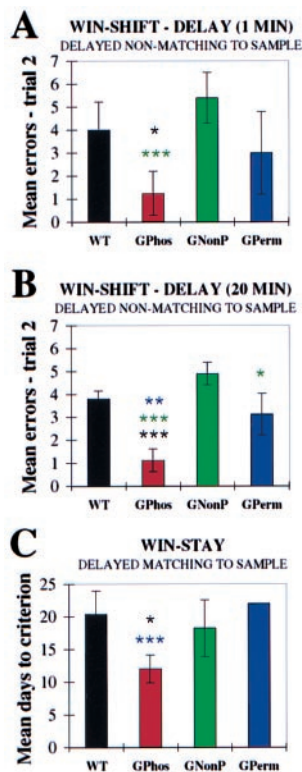 A WIN-SHIFT - DELAY (1 MIN)
DELAYED NON-MATCHING TO SAMPLE
Mean errors - trial 2
7
6
5
4
3
2
1
0
*
***
WT GPhos GNonP GPerm
B WIN-SHIFT - DELAY (20 MIN)
DELAYED NON-MATCHING TO SAMPLE
Mean errors - trial 2
7
6
5
4
3
2
1
0
**
***
***
*
WT GPhos GNonP GPerm
C WIN-STAY
DELAYED MATCHING TO SAMPLE
Mean days to criterion
25
20
15
10
5
0
*
***
WT GPhos GNonP GPerm